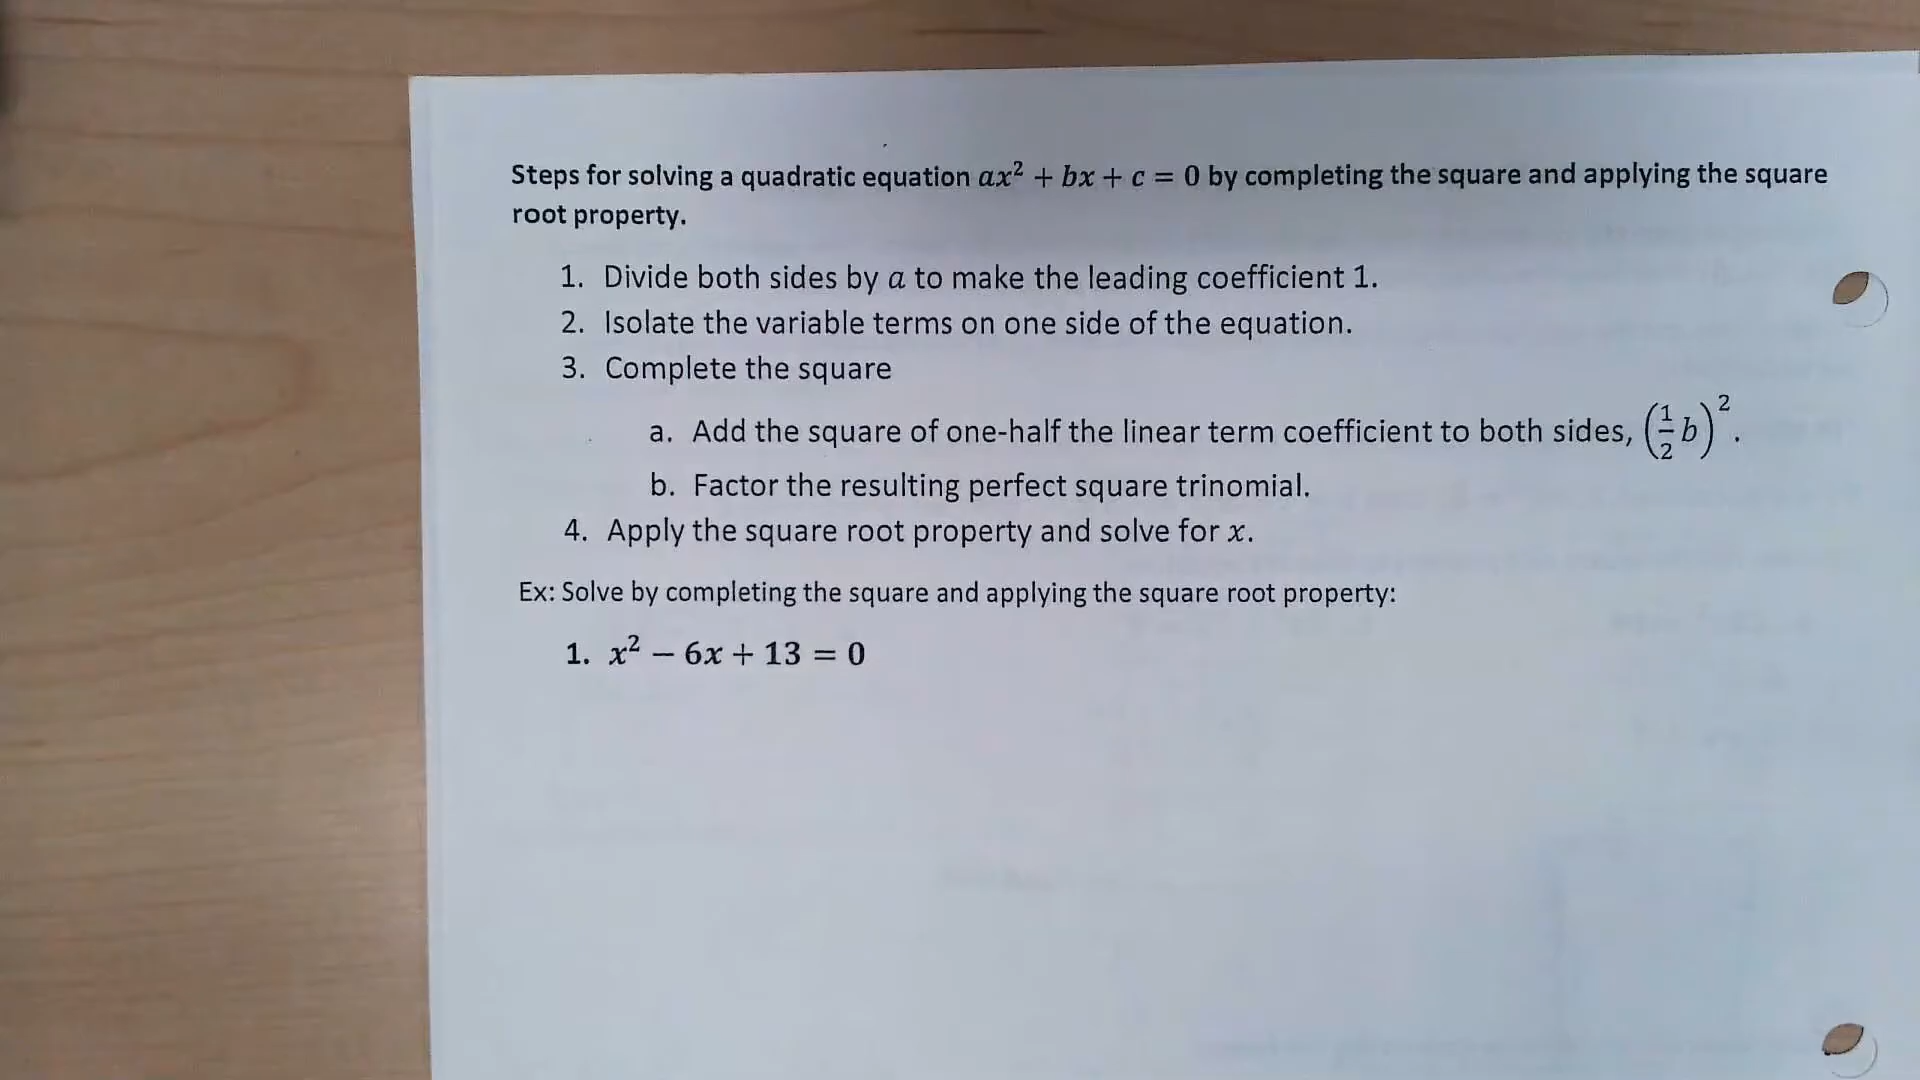 Steps for solving a quadratic equation ax² + bx + c = 0 by completing the square and applying the square
root property.
1. Divide both sides by a to make the leading coefficient 1.
2. Isolate the variable terms on one side of the equation.
3. Complete the square
a. Add the square of one-half the linear term coefficient to both sides, (1/2 b)².
b. Factor the resulting perfect square trinomial.
4. Apply the square root property and solve for x.
Ex: Solve by completing the square and applying the square root property:
1. x² − 6x + 13 = 0